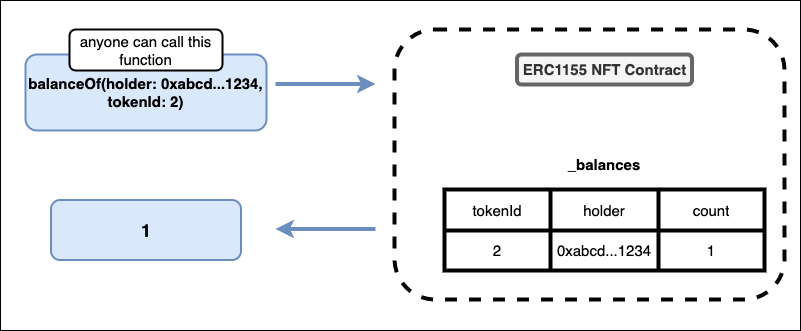 anyone can call this
function
balanceOf(holder: 0xabcd...1234,
tokenId: 2)
ERC1155 NFT Contract
_balances
tokenId holder count
2 0xabcd...1234 1
1